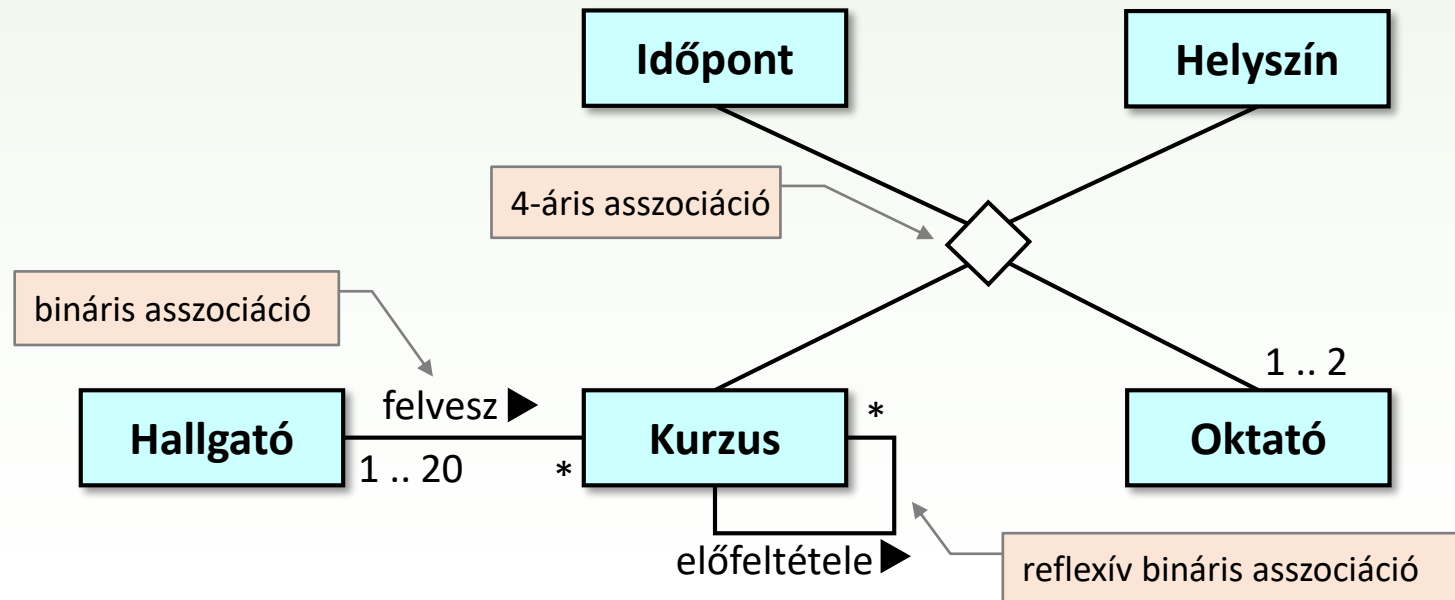 Időpont
Helyszín
4-áris asszociáció
bináris asszociáció
1 .. 2
felvesz
*
Hallgató
Kurzus
Oktató
1 .. 20
*
előfeltétele
reflexív bináris asszociáció